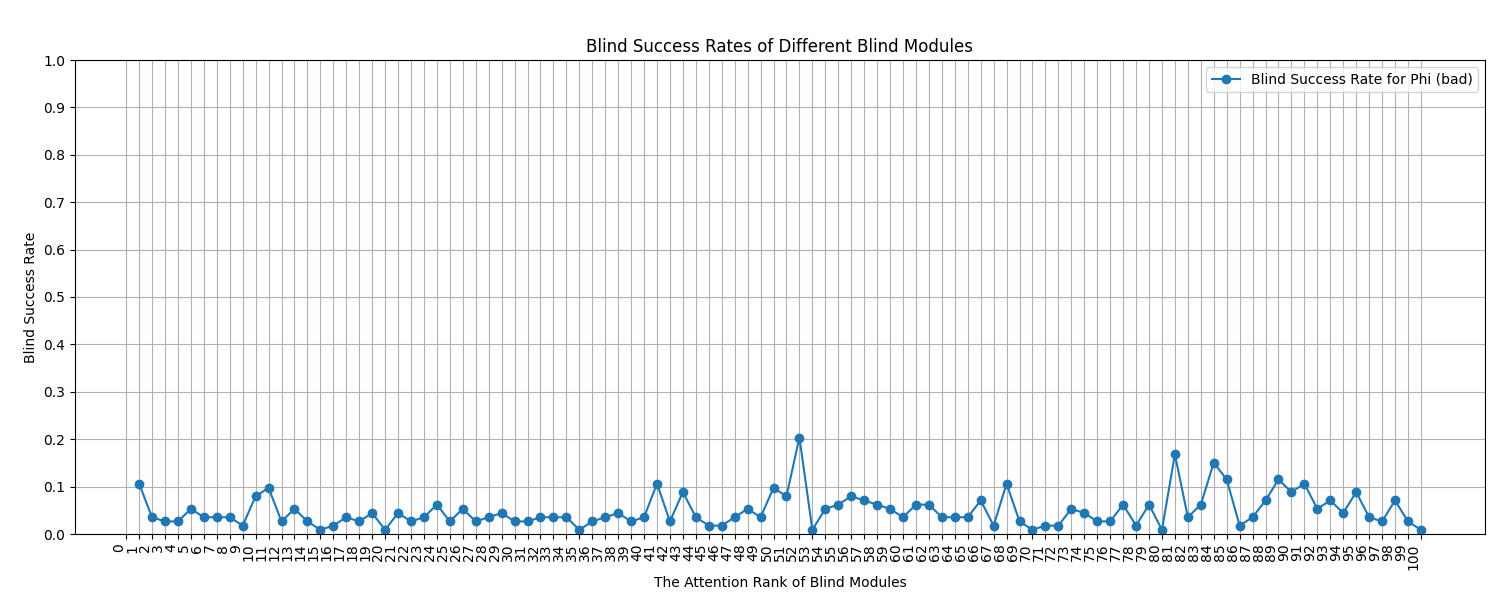 Blind Success Rates of Different Blind Modules
Blind Success Rate for Phi (bad)
Blind Success Rate
1.0
0.9
0.8
0.7
0.6
0.5
0.4
0.3
0.2
0.1
0.0
0 1 2 3 4 5 6 7 8 9 10 11 12 13 14 15 16 17 18 19 20 21 22 23 24 25 26 27 28 29 30 31 32 33 34 35 36 37 38 39 40 41 42 43 44 45 46 47 48 49 50 51 52 53 54 55 56 57 58 59 60 61 62 63 64 65 66 67 68 69 70 71 72 73 74 75 76 77 78 79 80 81 82 83 84 85 86 87 88 89 90 91 92 93 94 95 96 97 98 99 100
The Attention Rank of Blind Modules